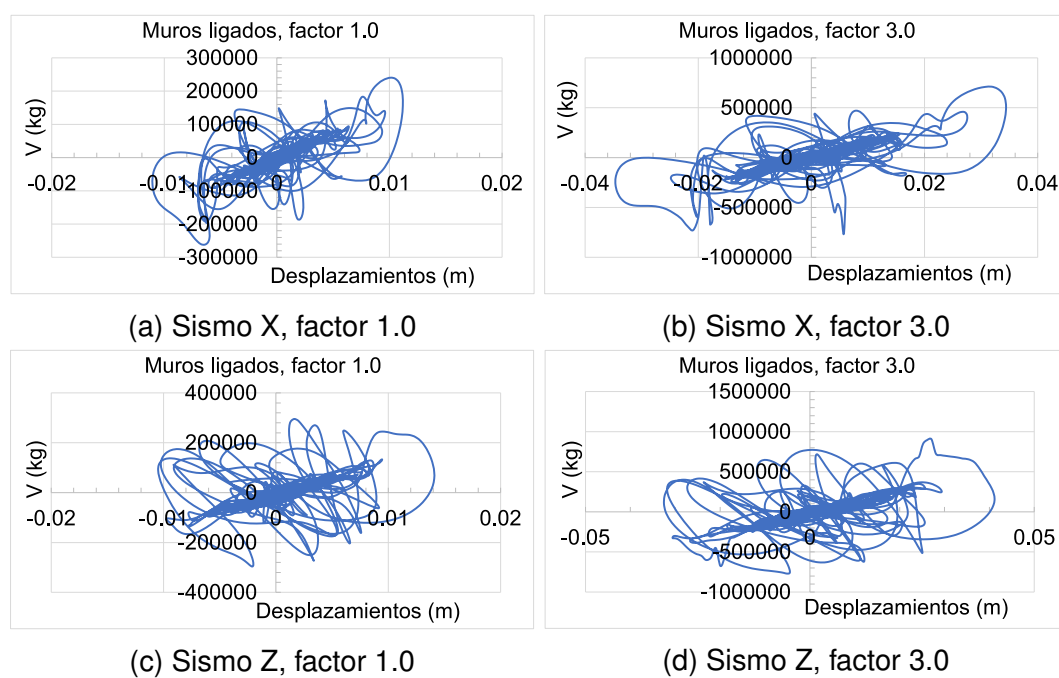 Muros ligados, factor 1.0
300000
200000
100000
0
-100000
-200000
-300000
-0.02
-0.01
0
0.01
0.02
V (kg)
Desplazamientos (m)
(a) Sismo X, factor 1.0
Muros ligados, factor 3.0
1000000
500000
0
-500000
-1000000
-0.04
-0.02
0
0.02
0.04
V (kg)
Desplazamientos (m)
(b) Sismo X, factor 3.0
Muros ligados, factor 1.0
400000
200000
0
-200000
-400000
-0.02
-0.01
0
0.01
0.02
V (kg)
Desplazamientos (m)
(c) Sismo Z, factor 1.0
Muros ligados, factor 3.0
1500000
1000000
500000
0
-500000
-1000000
-0.05
0
0.05
V (kg)
Desplazamientos (m)
(d) Sismo Z, factor 3.0